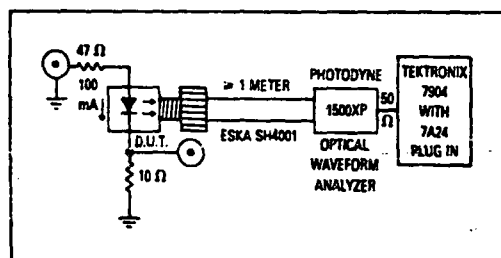 47 Ω
100
mA
D.U.T.
10 Ω
≥ 1 METER
ESKA SH4001
PHOTODYNE
1500XP
OPTICAL
WAVEFORM
ANALYZER
50
Ω
TEKTRONIX
7904
WITH
7A24
PLUG IN